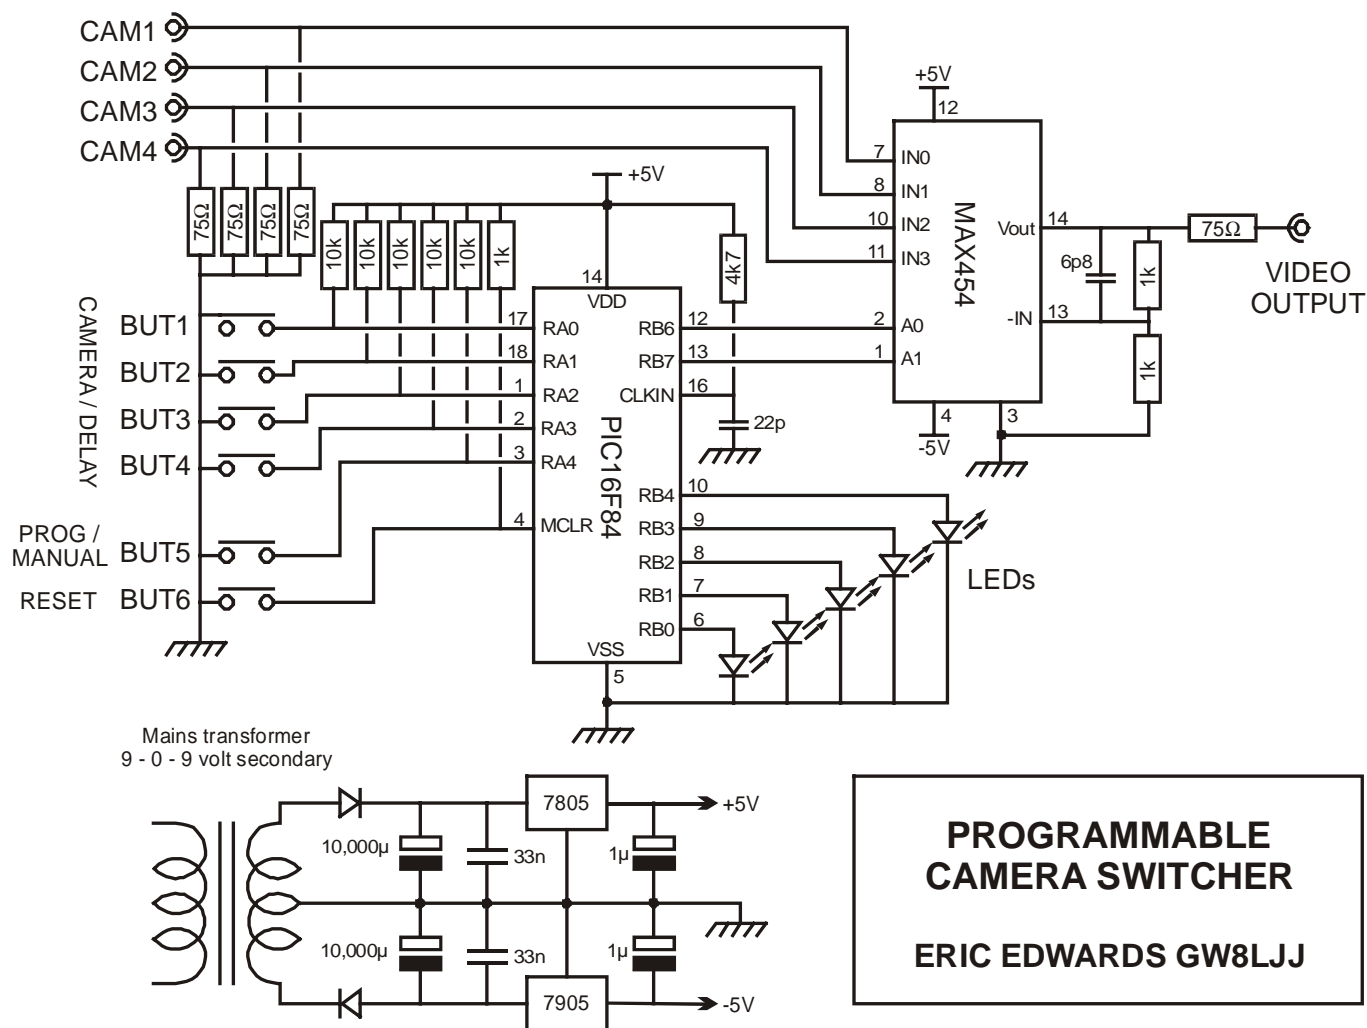 CAM1
CAM2
CAM3
CAM4
75Ω
75Ω
75Ω
75Ω
10k
10k
10k
10k
10k
1k
+5V
4k7
22p
CAMERA / DELAY
BUT1
BUT2
BUT3
BUT4
PROG /
MANUAL
BUT5
RESET
BUT6
14
VDD
17
RA0
18
RA1
1
RA2
2
RA3
3
RA4
4
MCLR
PIC16F84
RB6
12
RB7
13
CLKIN
16
RB4
10
RB3
9
RB2
8
RB1
7
RB0
6
VSS
5
LEDs
+5V
12
7
IN0
8
IN1
10
IN2
11
IN3
2
A0
1
A1
MAX454
Vout
14
-IN
13
4
-5V
3
6p8
1k
1k
75Ω
VIDEO
OUTPUT
Mains transformer
9 - 0 - 9 volt secondary
10,000µ
33n
7805
1µ
+5V
10,000µ
33n
7905
1µ
-5V
PROGRAMMABLE
CAMERA SWITCHER
ERIC EDWARDS GW8LJJ